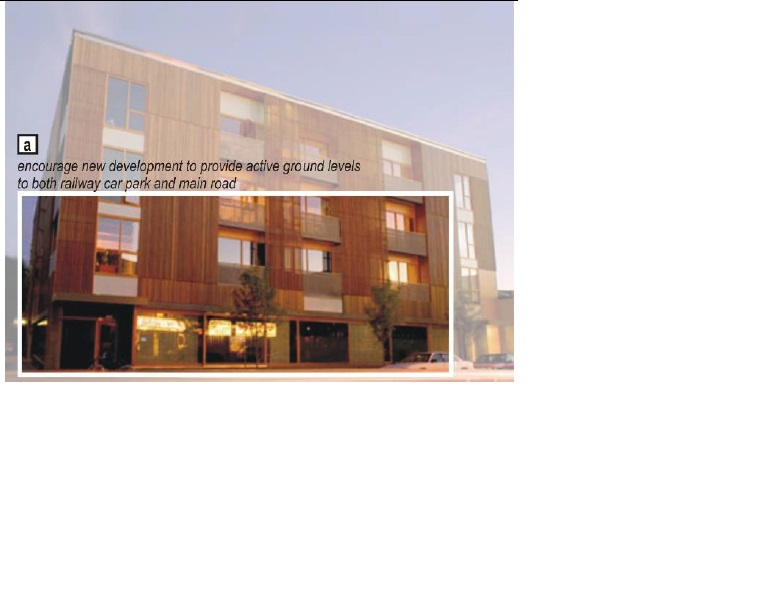 a
encourage new development to provide active ground levels
to both railway car park and main road